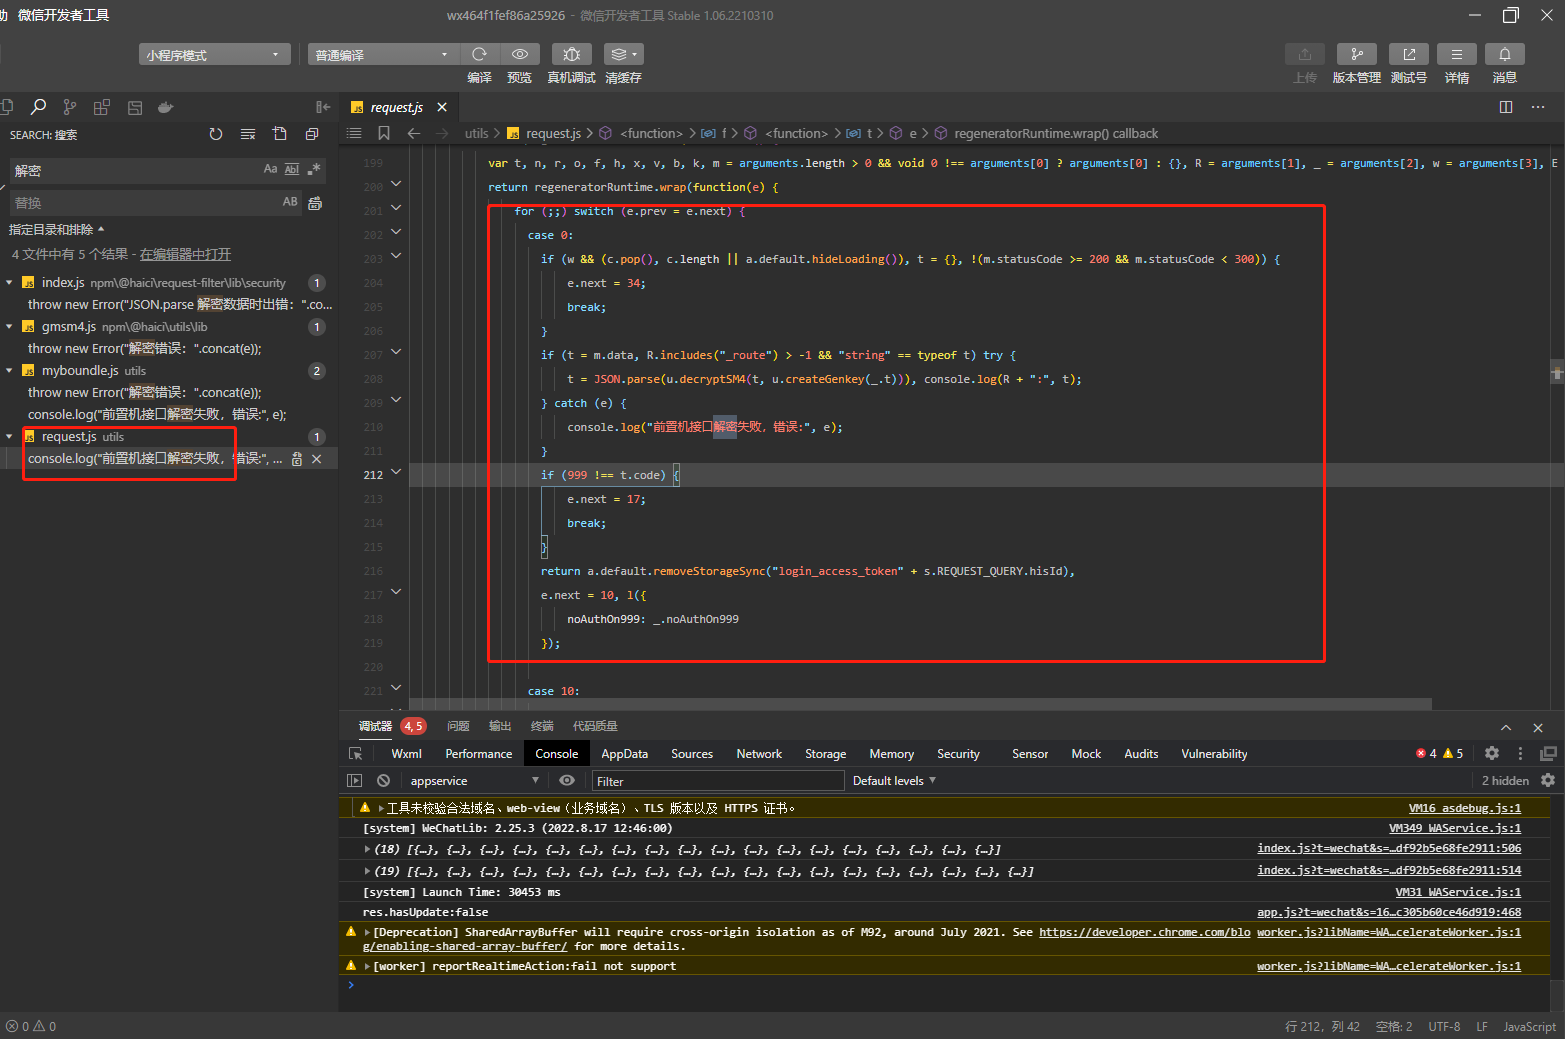 助 微信开发者工具
wx464f1fef86a25926 - 微信开发者工具 Stable 1.06.2210310
小程序模式
普通编译
编译 预览 真机调试 清缓存
上传 版本管理 测试号 详情 消息
request.js
SEARCH: 搜索
utils > request.js > <function> > f > <function> > t > e > regeneratorRuntime.wrap() callback
解密
Aa Abl .*
替换
AB
指定目录和排除
4 文件中有 5 个结果 - 在编辑器中打开
index.js npm\@haici\request-filter\lib\security 1
throw new Error("JSON.parse 解密数据时出错： ".co...
gmsm4.js npm\@haici\utils\lib 1
throw new Error("解密错误： ".concat(e));
myboundle.js utils 2
throw new Error("解密错误： ".concat(e));
console.log("前置机接口解密失败，错误:", e);
request.js utils 1
console.log("前置机接口解密失败，错误:", ...
199 var t, n, r, o, f, h, x, v, b, k, m = arguments.length > 0 && void 0 !== arguments[0] ? arguments[0] : {}, R = arguments[1], _ = arguments[2], w = arguments[3], E
200 return regeneratorRuntime.wrap(function(e) {
201 for (;;) switch (e.prev = e.next) {
202 case 0:
203 if (w && (c.pop(), c.length || a.default.hideLoading()), t = {}, !(m.statusCode >= 200 && m.statusCode < 300)) {
204 e.next = 34;
205 break;
206 }
207 if (t = m.data, R.includes("_route") > -1 && "string" == typeof t) try {
208 t = JSON.parse(u.decryptSM4(t, u.createGenkey(_.t))), console.log(R + ":", t);
209 } catch (e) {
210 console.log("前置机接口解密失败，错误:", e);
211 }
212 if (999 !== t.code) {
213 e.next = 17;
214 break;
215 }
216 return a.default.removeStorageSync("login_access_token" + s.REQUEST_QUERY.hisId),
217 e.next = 10, l({
218 noAuthOn999: _.noAuthOn999
219 });
220
221 case 10:
调试器 4, 5 问题 输出 终端 代码质量
Wxml Performance Console AppData Sources Network Storage Memory Security Sensor Mock Audits Vulnerability 4 5
appservice Filter Default levels 2 hidden
工具未校验合法域名、web-view（业务域名）、TLS 版本以及 HTTPS 证书。 VM16 asdebug.js:1
[system] WeChatLib: 2.25.3 (2022.8.17 12:46:00) VM349 WAService.js:1
(18) [{…}, {…}, {…}, {…}, {…}, {…}, {…}, {…}, {…}, {…}, {…}, {…}, {…}, {…}, {…}, {…}, {…}, {…}] index.js?t=wechat&s=…df92b5e68fe2911:506
(19) [{…}, {…}, {…}, {…}, {…}, {…}, {…}, {…}, {…}, {…}, {…}, {…}, {…}, {…}, {…}, {…}, {…}, {…}, {…}] index.js?t=wechat&s=…df92b5e68fe2911:514
[system] Launch Time: 30453 ms VM31 WAService.js:1
res.hasUpdate:false app.js?t=wechat&s=16…c305b60ce46d919:468
[Deprecation] SharedArrayBuffer will require cross-origin isolation as of M92, around July 2021. See https://developer.chrome.com/blo worker.js?libName=WA…celerateWorker.js:1
g/enabling-shared-array-buffer/ for more details.
[worker] reportRealtimeAction:fail not support worker.js?libName=WA…celerateWorker.js:1
0 0
行 212，列 42 空格: 2 UTF-8 LF JavaScript